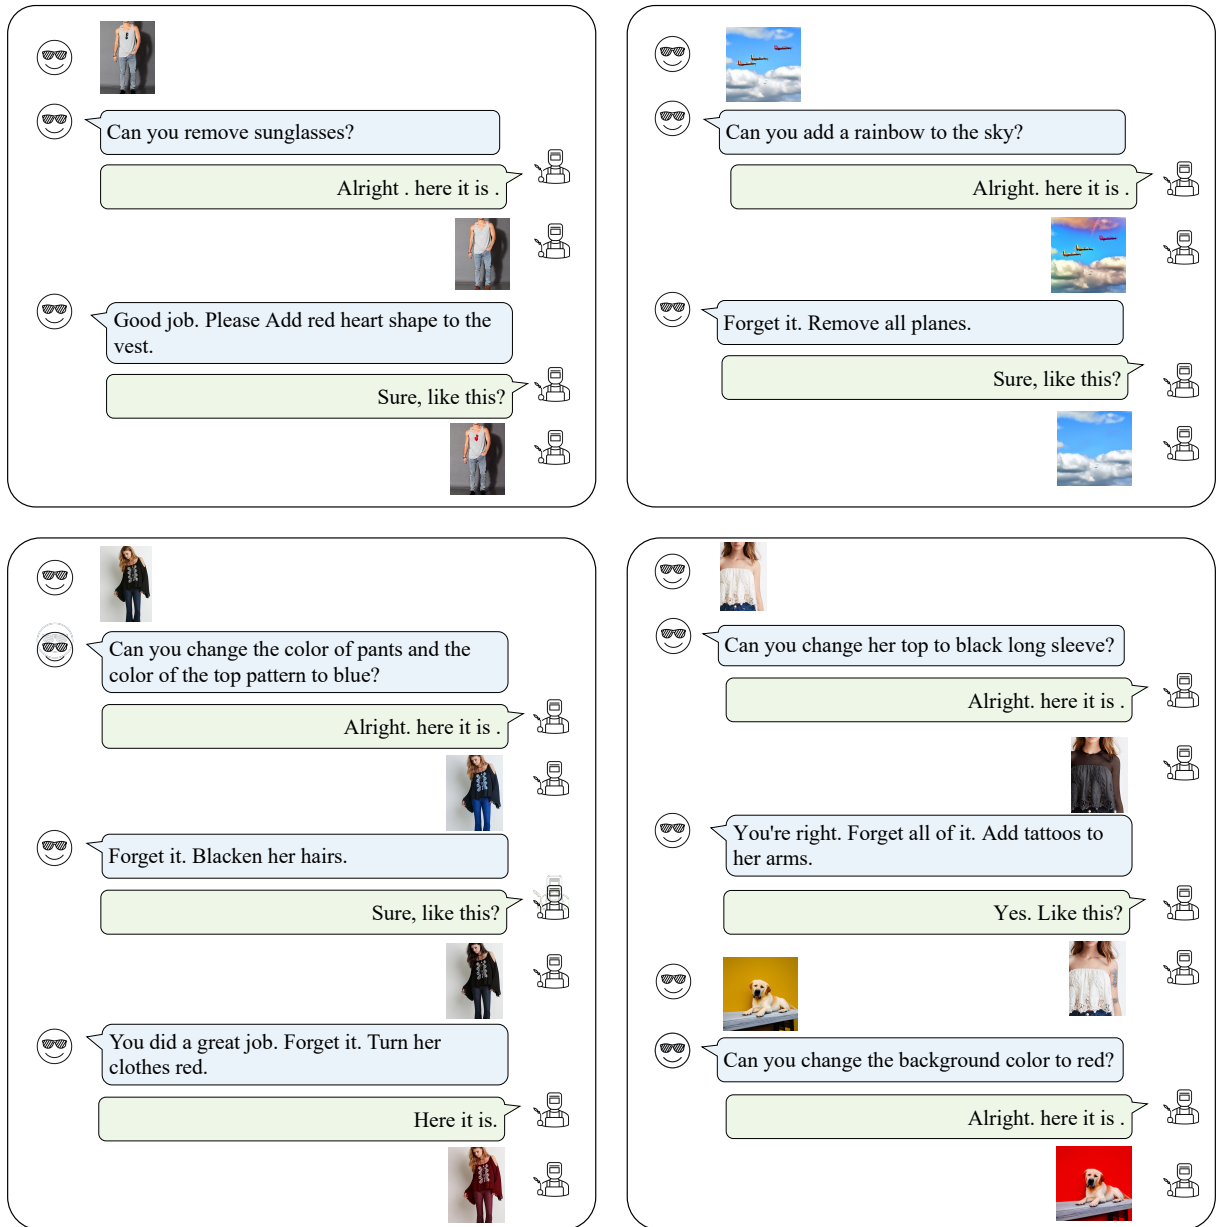 Can you remove sunglasses?
Alright . here it is .
Good job. Please Add red heart shape to the
vest.
Sure, like this?
Can you add a rainbow to the sky?
Alright. here it is .
Forget it. Remove all planes.
Sure, like this?
Can you change the color of pants and the
color of the top pattern to blue?
Alright. here it is .
Forget it. Blacken her hairs.
Sure, like this?
You did a great job. Forget it. Turn her
clothes red.
Here it is.
Can you change her top to black long sleeve?
Alright. here it is .
You're right. Forget all of it. Add tattoos to
her arms.
Yes. Like this?
Can you change the background color to red?
Alright. here it is .